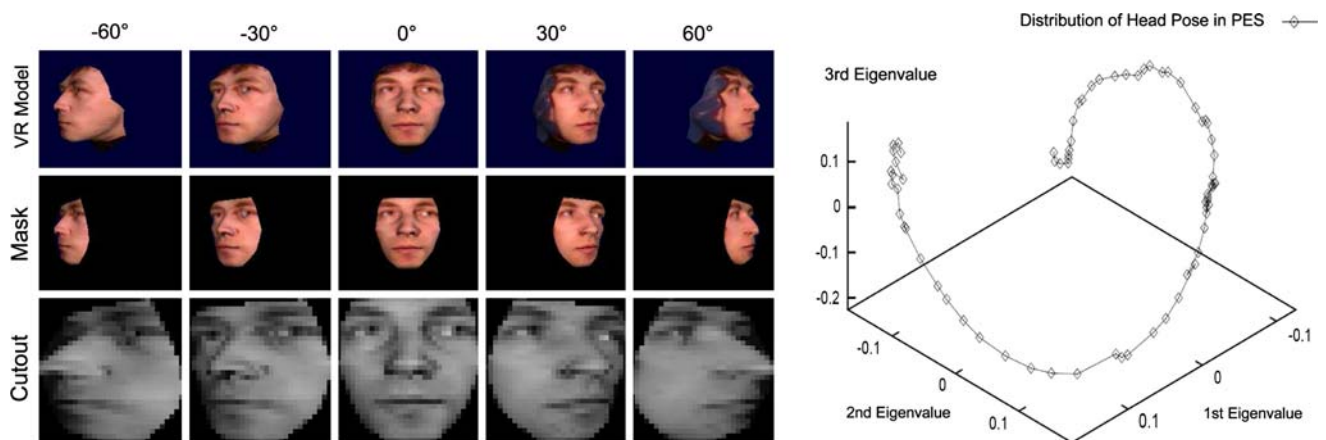 -60° -30° 0° 30° 60°
VR Model
Mask
Cutout
Distribution of Head Pose in PES
3rd Eigenvalue
0.1
0
-0.1
-0.2
-0.1
0
0.1
2nd Eigenvalue
-0.1
0
0.1
1st Eigenvalue